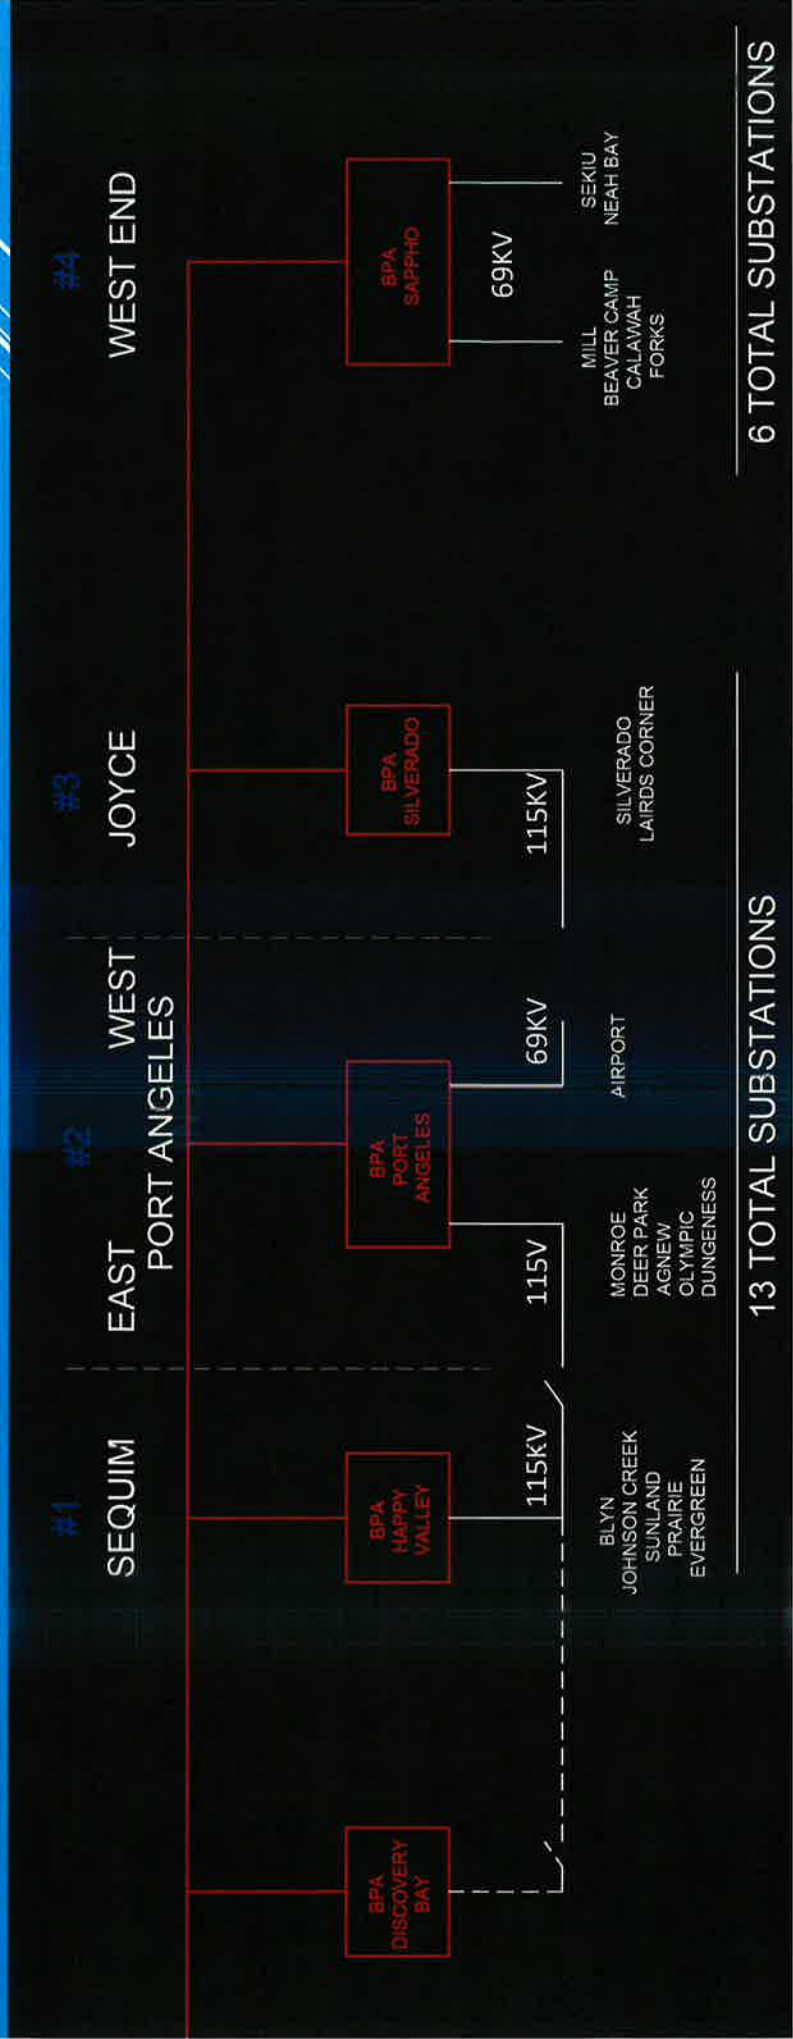 #1
SEQUIM
#2
EAST WEST
PORT ANGELES
#3
JOYCE
#4
WEST END
BPA
DISCOVERY
BAY
BPA
HAPPY
VALLEY
BPA
PORT
ANGELES
BPA
SILVERADO
BPA
SAPPHO
115KV
115V
69KV
115KV
69KV
BLYN
JOHNSON CREEK
SUNLAND
PRAIRIE
EVERGREEN
MONROE
DEER PARK
AGNEW
OLYMPIC
DUNGENESS
AIRPORT
SILVERADO
LAIRDS CORNER
MILL
BEAVER CAMP
CALAWAH
FORKS
SEKIU
NEAH BAY
13 TOTAL SUBSTATIONS
6 TOTAL SUBSTATIONS